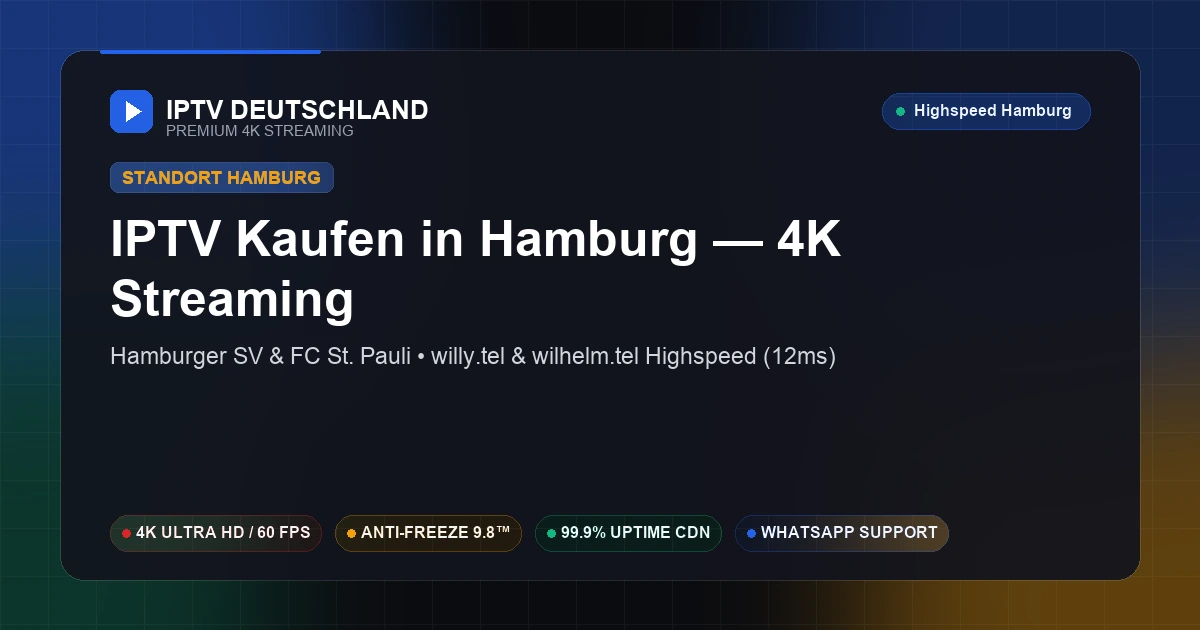 IPTV DEUTSCHLAND
PREMIUM 4K STREAMING
Highspeed Hamburg
STANDORT HAMBURG
IPTV Kaufen in Hamburg — 4K
Streaming
Hamburger SV & FC St. Pauli • willy.tel & wilhelm.tel Highspeed (12ms)
4K ULTRA HD / 60 FPS
ANTI-FREEZE 9.8™
99.9% UPTIME CDN
WHATSAPP SUPPORT